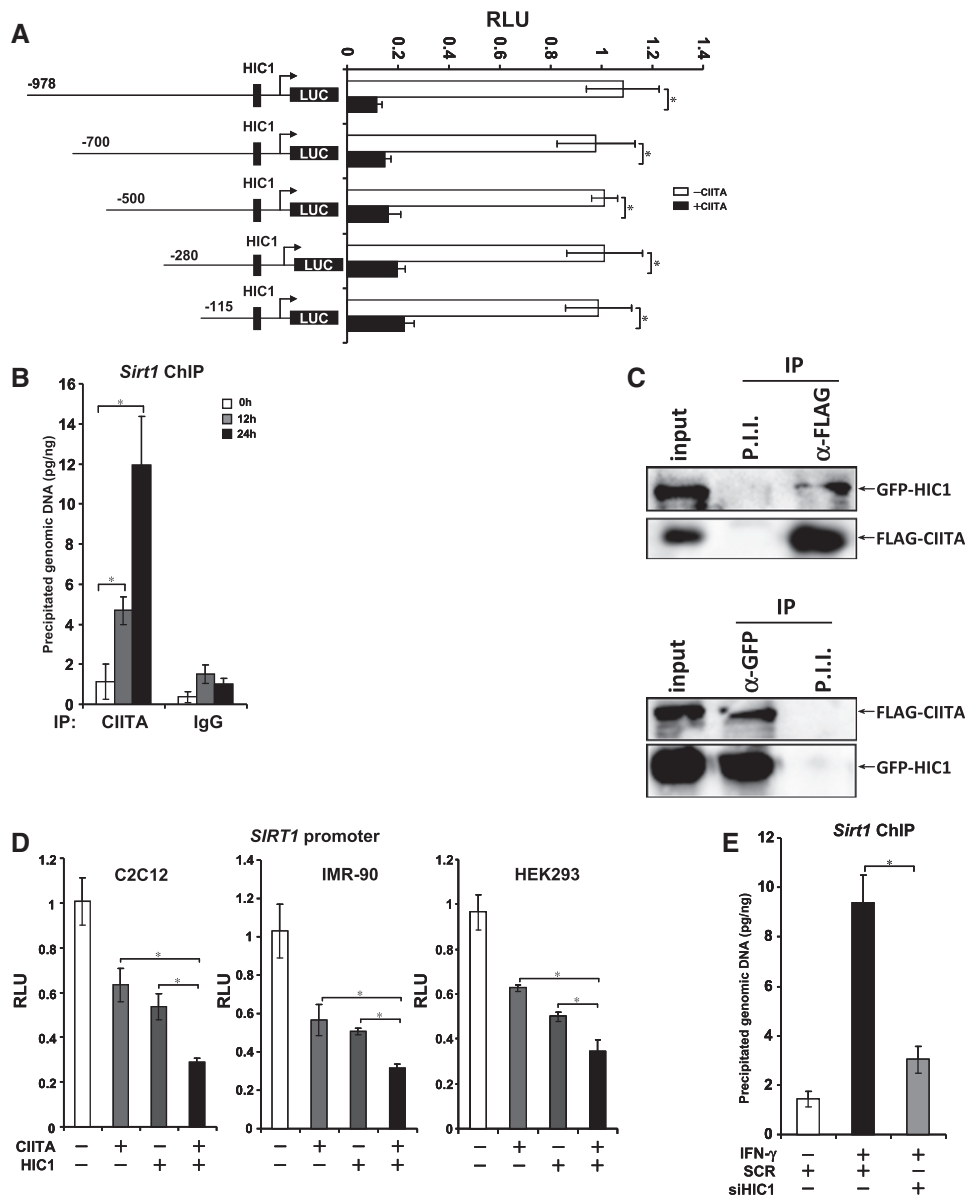 A
RLU
0 0.2 0.4 0.6 0.8 1 1.2 1.4
-978 HIC1 LUC *
-700 HIC1 LUC *
-500 HIC1 LUC *
-280 HIC1 LUC *
-115 HIC1 LUC *
–CIITA
+CIITA
B
Sirt1 ChIP
Precipitated genomic DNA (pg/ng)
16
14
12
10
8
6
4
2
0
* *
0h
12h
24h
IP: CIITA IgG
C
IP
input P.I.I. α-FLAG
GFP-HIC1
FLAG-CIITA
IP
input α-GFP P.I.I.
FLAG-CIITA
GFP-HIC1
D
SIRT1 promoter
C2C12
RLU
1.2
1
0.8
0.6
0.4
0.2
0
* *
IMR-90
RLU
1.4
1.2
1
0.8
0.6
0.4
0.2
0
* *
HEK293
RLU
1.2
1
0.8
0.6
0.4
0.2
0
* *
CIITA – + – + – + – + – + – +
HIC1 – – + + – – + + – – + +
E
Sirt1 ChIP
Precipitated genomic DNA (pg/ng)
12
10
8
6
4
2
0
*
IFN-γ – + +
SCR + + –
siHIC1 – – +